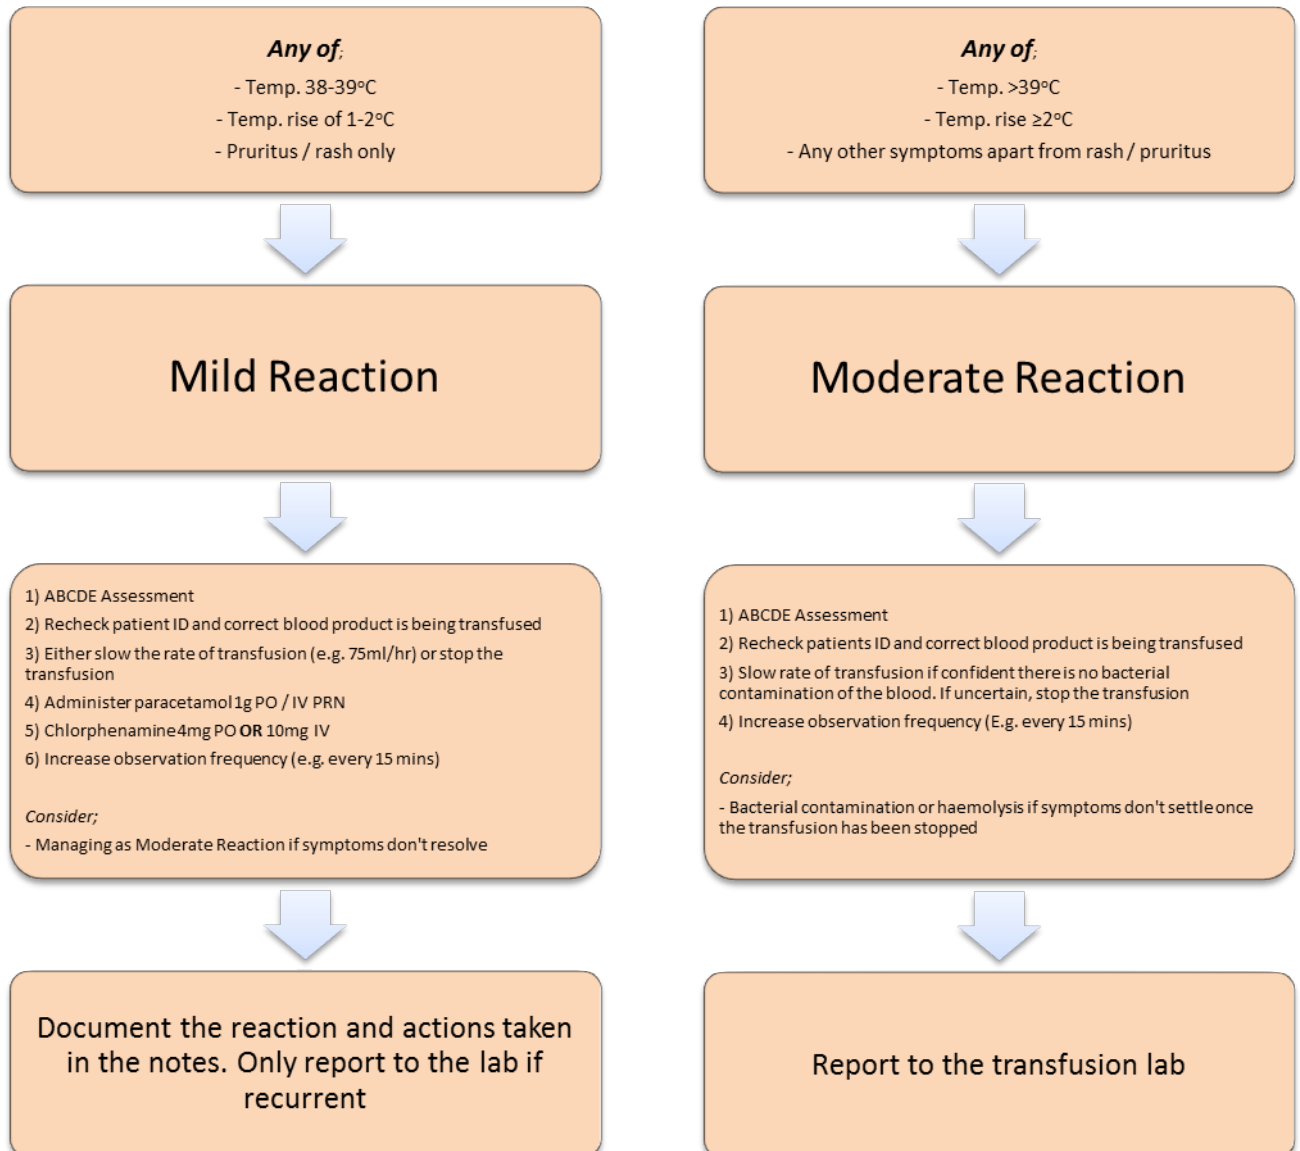 Any of;
- Temp. 38-39°C
- Temp. rise of 1-2°C
- Pruritus / rash only
Mild Reaction
1) ABCDE Assessment
2) Recheck patient ID and correct blood product is being transfused
3) Either slow the rate of transfusion (e.g. 75ml/hr) or stop the
transfusion
4) Administer paracetamol 1g PO / IV PRN
5) Chlorphenamine 4mg PO OR 10mg IV
6) Increase observation frequency (e.g. every 15 mins)
Consider;
- Managing as Moderate Reaction if symptoms don't resolve
Document the reaction and actions taken
in the notes. Only report to the lab if
recurrent
Any of;
- Temp. >39°C
- Temp. rise ≥2°C
- Any other symptoms apart from rash / pruritus
Moderate Reaction
1) ABCDE Assessment
2) Recheck patients ID and correct blood product is being transfused
3) Slow rate of transfusion if confident there is no bacterial
contamination of the blood. If uncertain, stop the transfusion
4) Increase observation frequency (E.g. every 15 mins)
Consider;
- Bacterial contamination or haemolysis if symptoms don't settle once
the transfusion has been stopped
Report to the transfusion lab